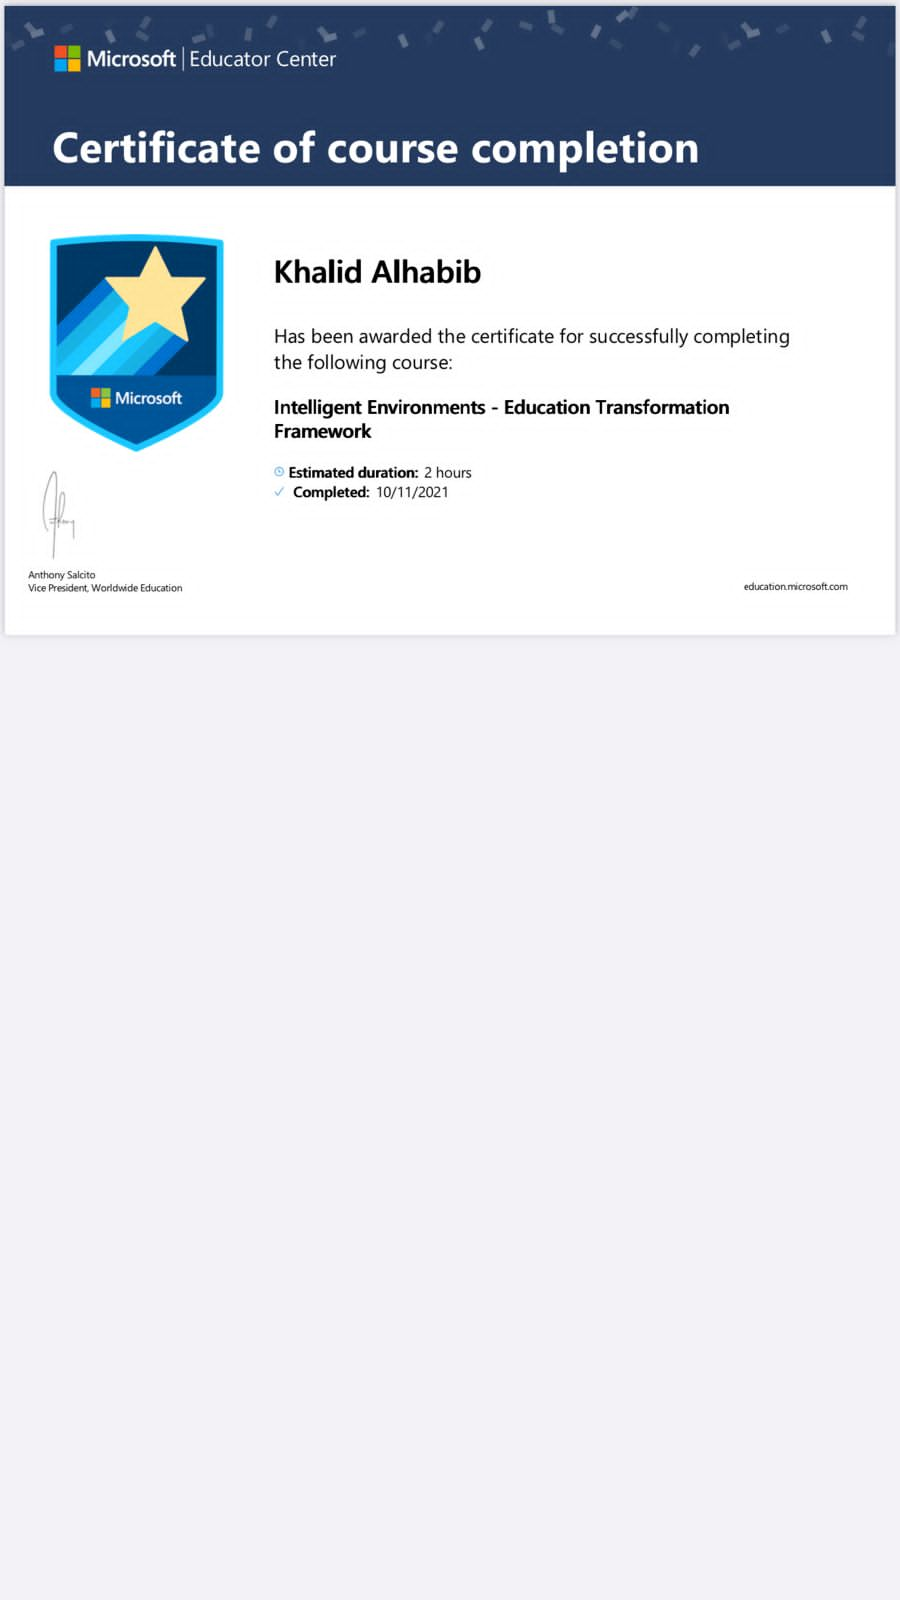 Microsoft | Educator Center
Certificate of course completion
Khalid Alhabib
Has been awarded the certificate for successfully completing
the following course:
Intelligent Environments - Education Transformation
Framework
Estimated duration: 2 hours
Completed: 10/11/2021
Microsoft
Anthony
Anthony Salcito
Vice President, Worldwide Education
education.microsoft.com